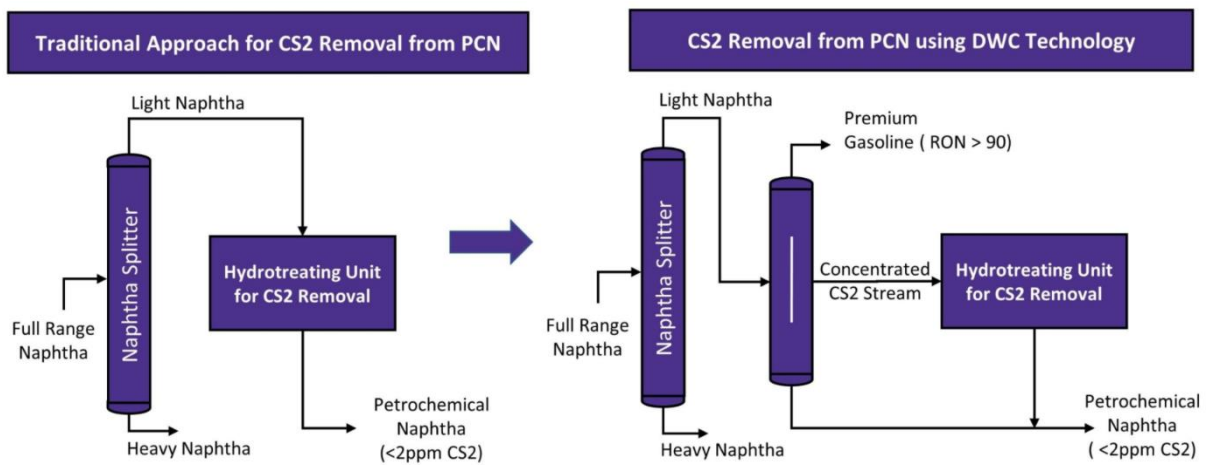 Traditional Approach for CS2 Removal from PCN
Light Naphtha
Naphtha Splitter
Hydrotreating Unit
for CS2 Removal
Full Range
Naphtha
Petrochemical
Naphtha
(<2ppm CS2)
Heavy Naphtha
CS2 Removal from PCN using DWC Technology
Light Naphtha
Premium
Gasoline ( RON > 90)
Naphtha Splitter
Concentrated
CS2 Stream
Hydrotreating Unit
for CS2 Removal
Full Range
Naphtha
Petrochemical
Naphtha
( <2ppm CS2)
Heavy Naphtha